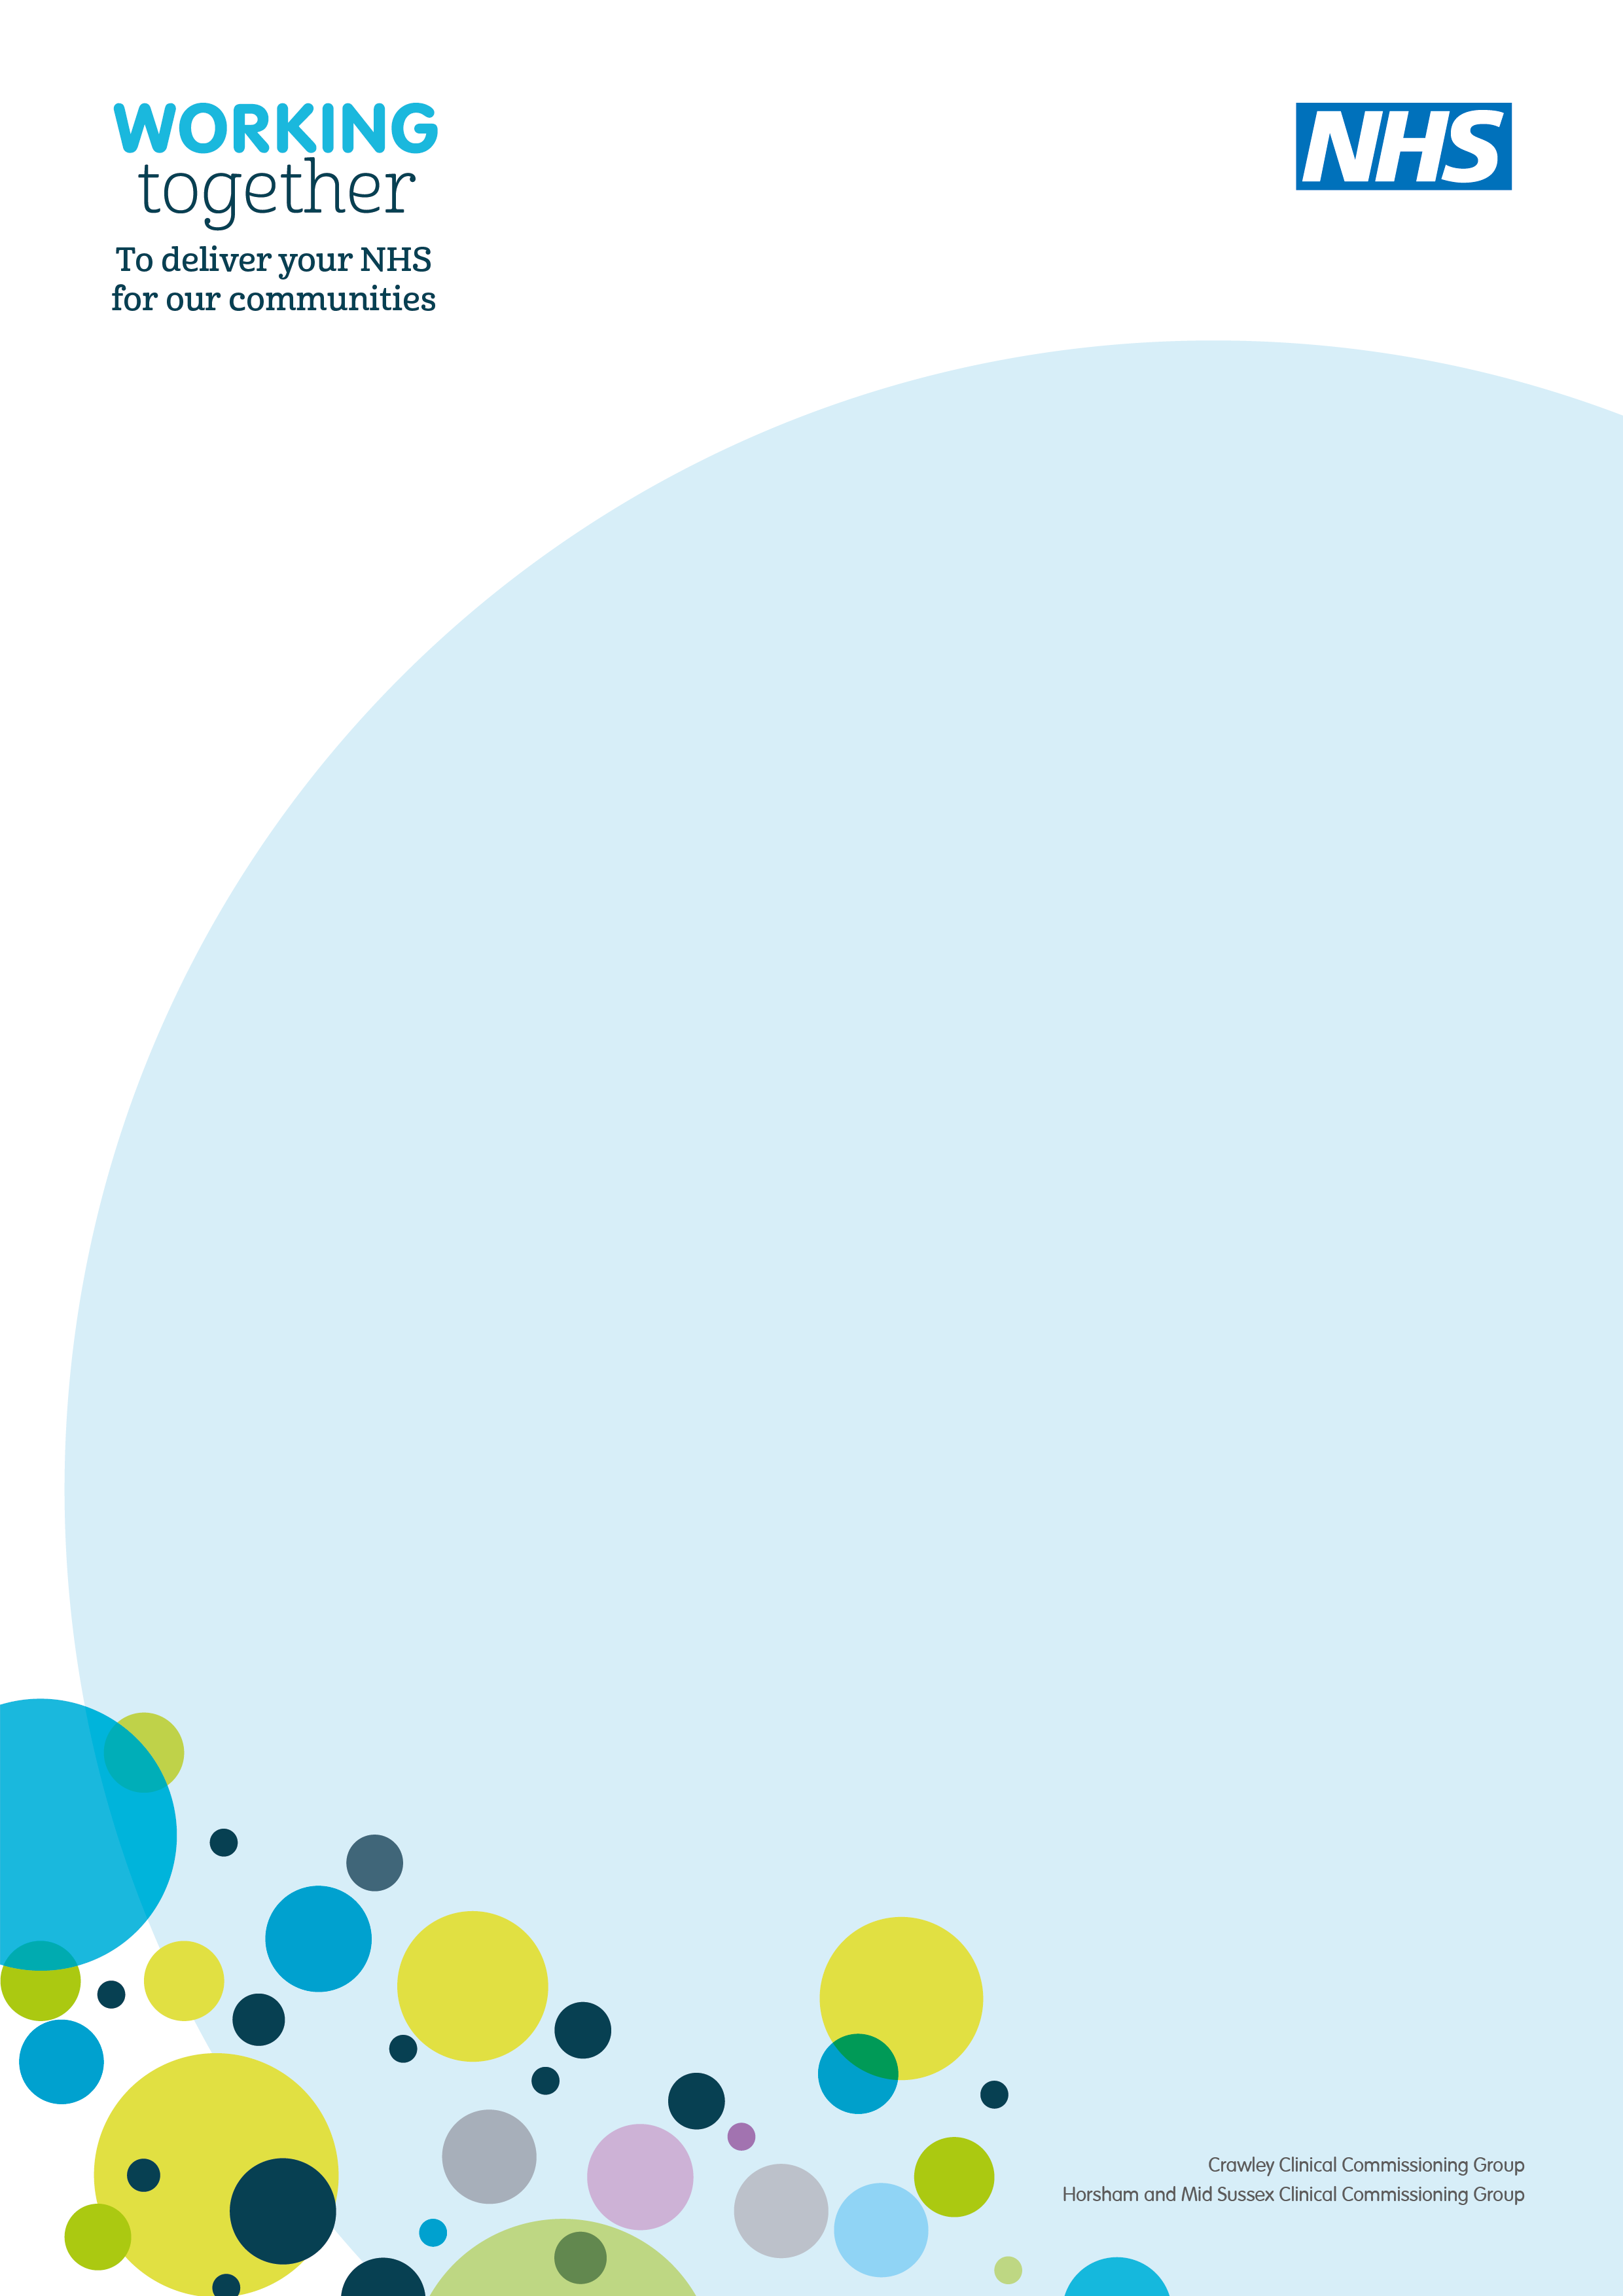 WORKING
together
To deliver your NHS
for our communities
NHS
Crawley Clinical Commissioning Group
Horsham and Mid Sussex Clinical Commissioning Group